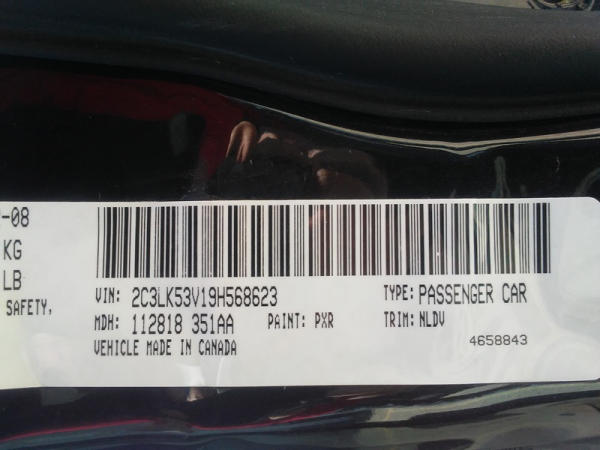 -08
KG
LB
SAFETY,
VIN: 2C3LK53V19H568623 TYPE: PASSENGER CAR
MDH: 112818 351AA PAINT: PXR TRIM: NLDV
VEHICLE MADE IN CANADA 4658843